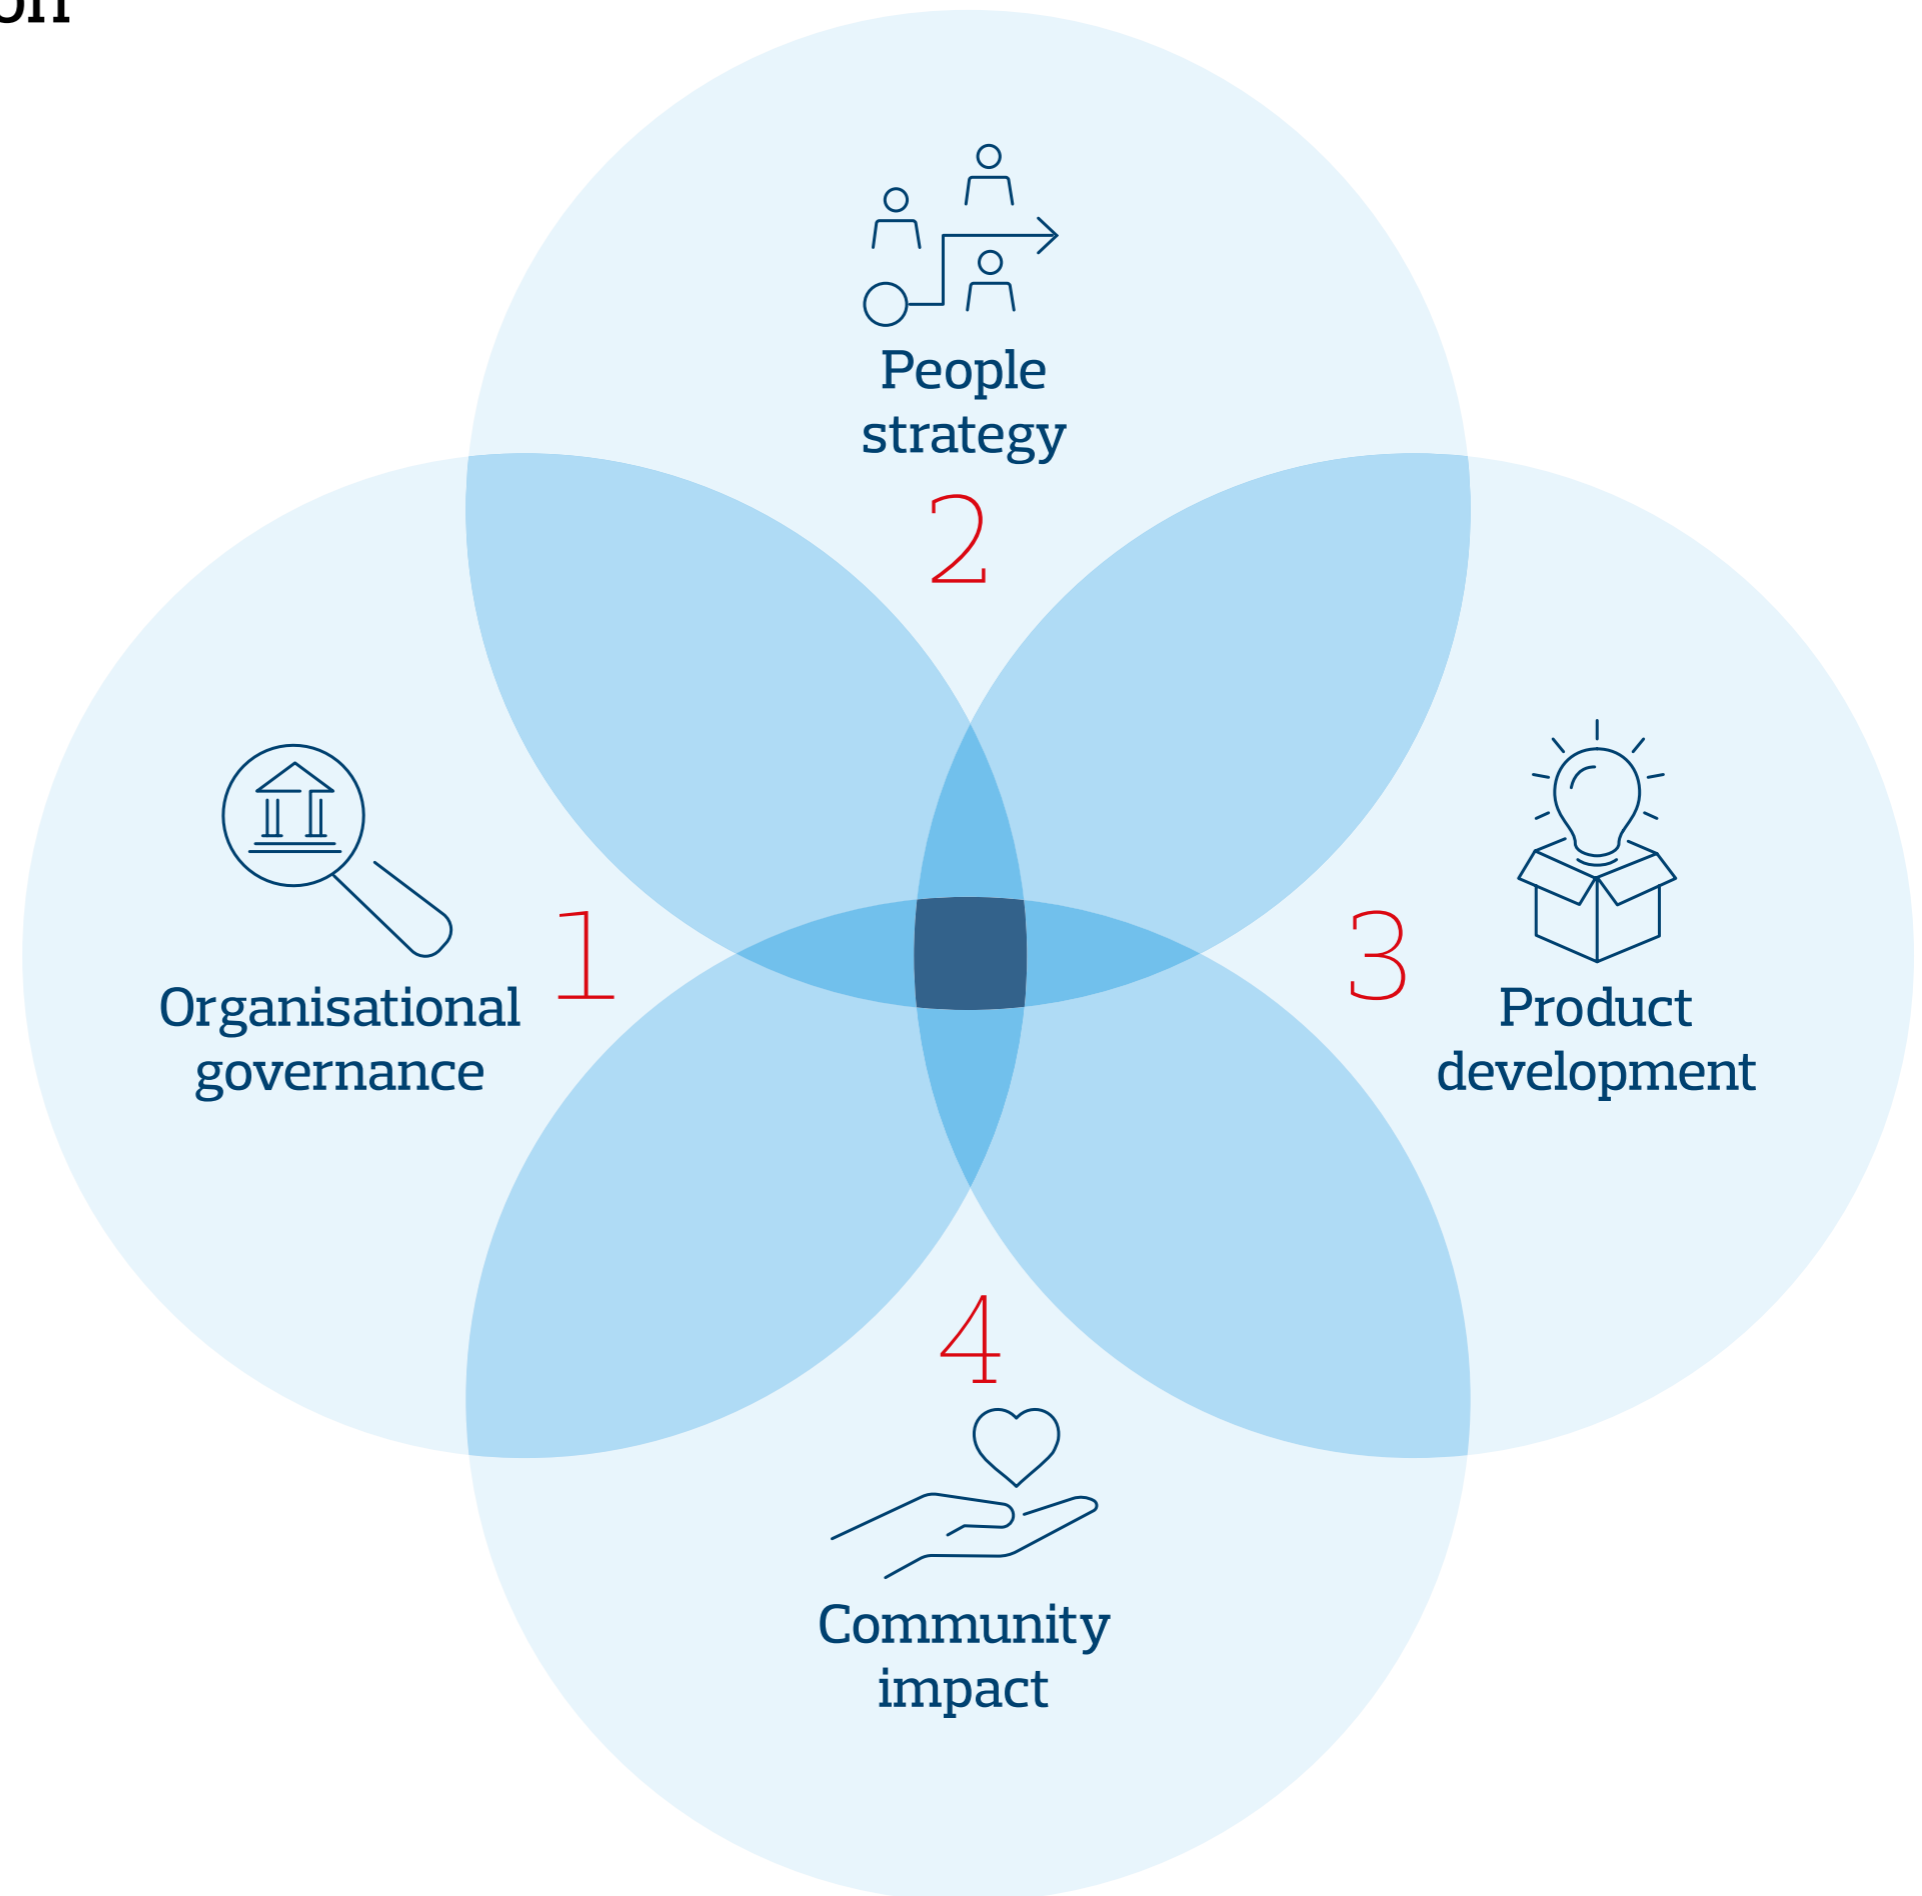 People
strategy
2
1
Organisational
governance
3
Product
development
4
Community
impact